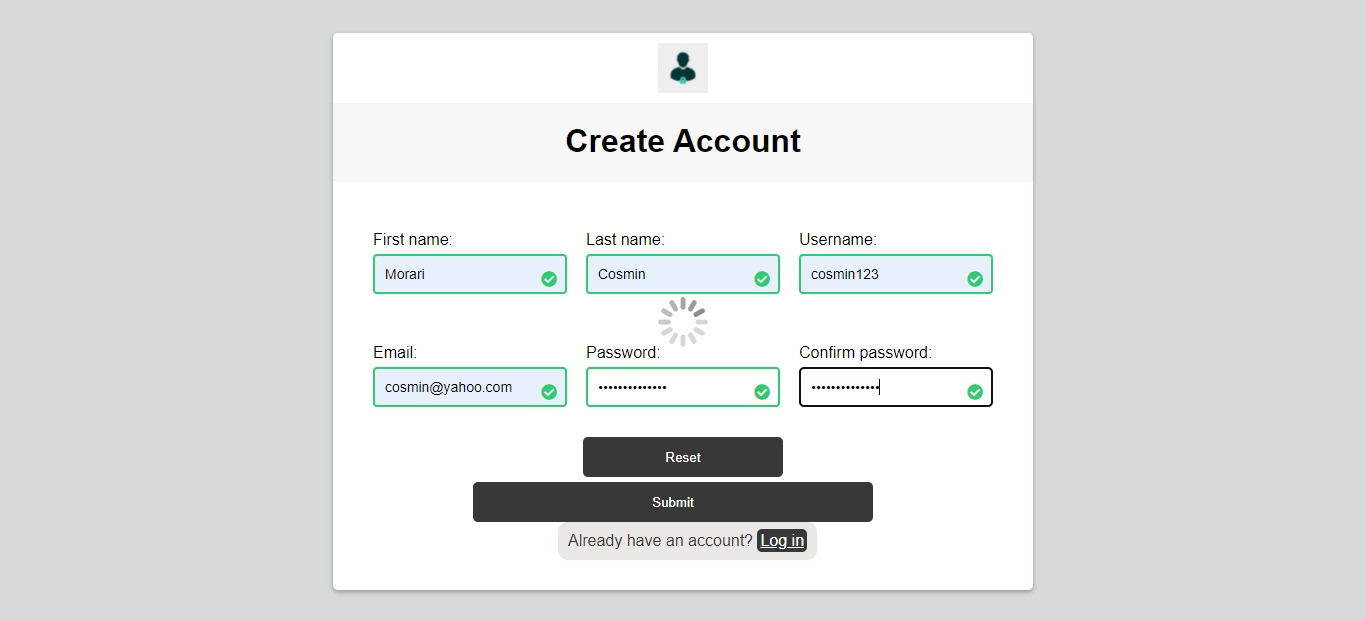 Create Account
First name: Last name: Username:
Morari Cosmin cosmin123
Email: Password: Confirm password:
cosmin@yahoo.com •••••••••••••• ••••••••••••••
Reset
Submit
Already have an account? Log in